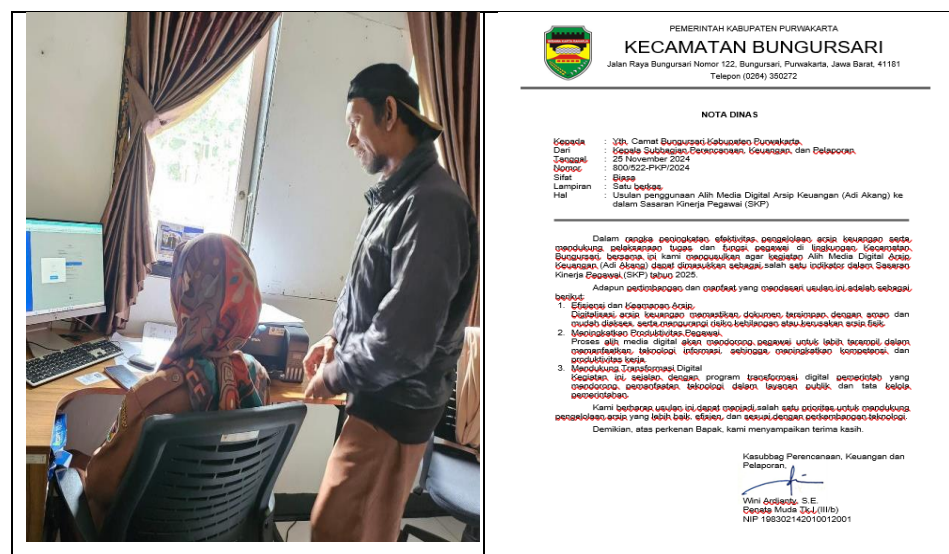 PEMERINTAH KABUPATEN PURWAKARTA
KECAMATAN BUNGURSARI
Jalan Raya Bungursari Nomor 122, Bungursari, Purwakarta, Jawa Barat, 41181
Telepon (0264) 350272
NOTA DINAS
Kepada : Yth. Camat Bungursari Kabupaten Purwakarta
Dari : Kepala Subbagian Perencanaan, Keuangan, dan Pelaporan
Tanggal : 25 November 2024
Nomor : 800/522-PKP/2024
Sifat : Biasa
Lampiran : Satu berkas
Hal : Usulan penggunaan Alih Media Digital Arsip Keuangan (Adi Akang) ke
dalam Sasaran Kinerja Pegawai (SKP)
Dalam rangka peningkatan efektivitas pengelolaan arsip keuangan serta
mendukung pelaksanaan tugas dan fungsi pegawai di lingkungan Kecamatan
Bungursari, bersama ini kami mengusulkan agar kegiatan Alih Media Digital Arsip
Keuangan (Adi Akang) dapat dimasukkan sebagai salah satu indikator dalam Sasaran
Kinerja Pegawai (SKP) tahun 2025.
Adapun pertimbangan dan manfaat yang mendasari usulan ini adalah sebagai
berikut:
1. Efisiensi dan Keamanan Arsip
Digitalisasi arsip keuangan memastikan dokumen tersimpan dengan aman dan
mudah diakses, serta mengurangi risiko kehilangan atau kerusakan arsip fisik.
2. Meningkatkan Produktivitas Pegawai
Proses alih media digital akan mendorong pegawai untuk lebih terampil dalam
memanfaatkan teknologi informasi, sehingga meningkatkan kompetensi dan
produktivitas kerja.
3. Mendukung Transformasi Digital
Kegiatan ini sejalan dengan program transformasi digital pemerintah yang
mendorong pemanfaatan teknologi dalam layanan publik dan tata kelola
pemerintahan.
Kami berharap usulan ini dapat menjadi salah satu prioritas untuk mendukung
pengelolaan arsip yang lebih baik, efisien, dan sesuai dengan perkembangan teknologi.
Demikian, atas perkenan Bapak, kami menyampaikan terima kasih.
Kasubbag Perencanaan, Keuangan dan
Pelaporan,
Wini Ardienty, S.E.
Penata Muda Tk.I (III/b)
NIP 198302142010012001